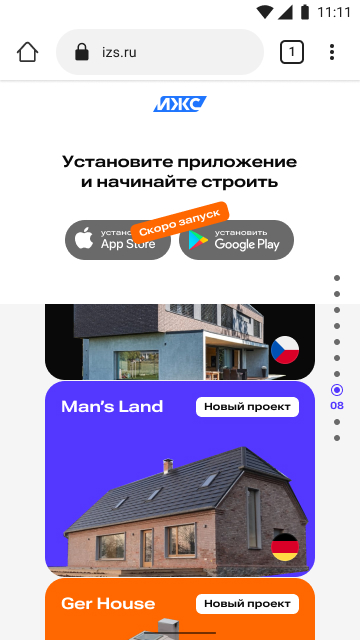 11:11
izs.ru
1
ИЖС
Установите приложение
и начинайте строить
Скоро запуск
App Store
установить
Google Play
08
Man's Land
Новый проект
Ger House
Новый проект